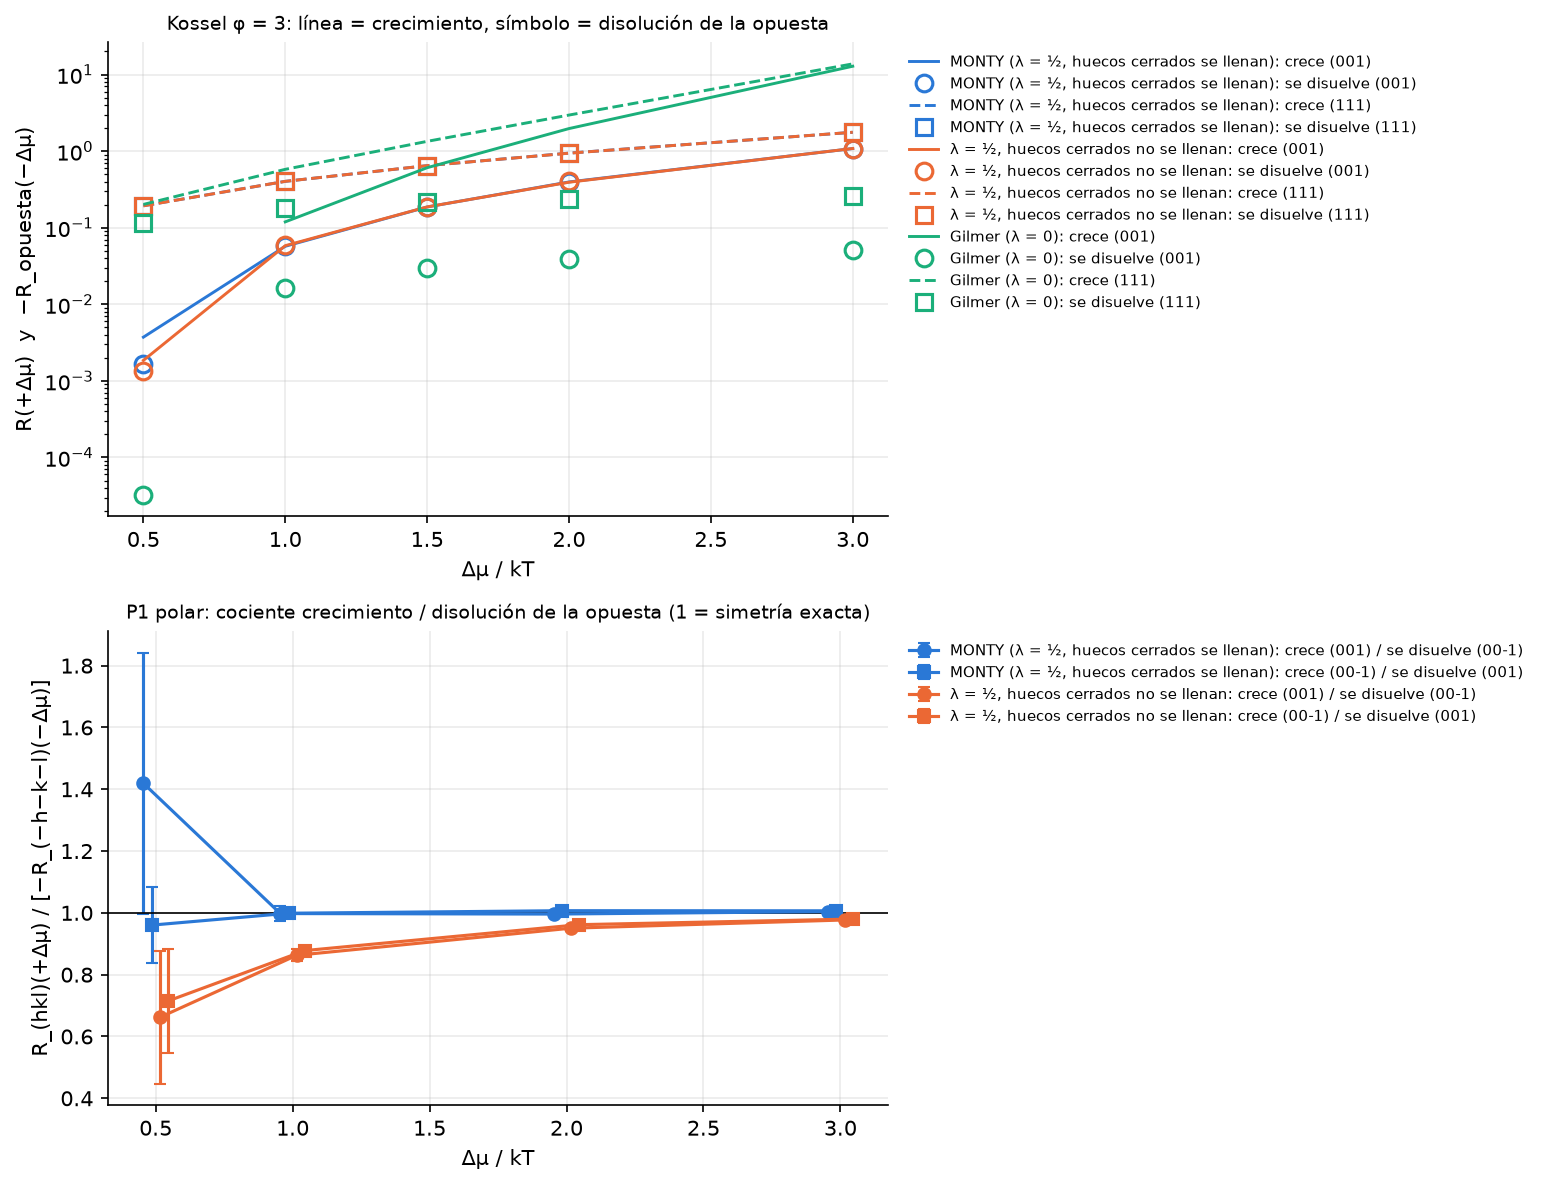 Kossel φ = 3: línea = crecimiento, símbolo = disolución de la opuesta
R(+Δμ) y −R_opuesta(−Δμ)
10¹
10⁰
10⁻¹
10⁻²
10⁻³
10⁻⁴
0.5 1.0 1.5 2.0 2.5 3.0
Δμ / kT
MONTY (λ = ½, huecos cerrados se llenan): crece (001)
MONTY (λ = ½, huecos cerrados se llenan): se disuelve (001)
MONTY (λ = ½, huecos cerrados se llenan): crece (111)
MONTY (λ = ½, huecos cerrados se llenan): se disuelve (111)
λ = ½, huecos cerrados no se llenan: crece (001)
λ = ½, huecos cerrados no se llenan: se disuelve (001)
λ = ½, huecos cerrados no se llenan: crece (111)
λ = ½, huecos cerrados no se llenan: se disuelve (111)
Gilmer (λ = 0): crece (001)
Gilmer (λ = 0): se disuelve (001)
Gilmer (λ = 0): crece (111)
Gilmer (λ = 0): se disuelve (111)
P1 polar: cociente crecimiento / disolución de la opuesta (1 = simetría exacta)
R_(hkl)(+Δμ) / [−R_(−h−k−l)(−Δμ)]
1.8
1.6
1.4
1.2
1.0
0.8
0.6
0.4
0.5 1.0 1.5 2.0 2.5 3.0
Δμ / kT
MONTY (λ = ½, huecos cerrados se llenan): crece (001) / se disuelve (00-1)
MONTY (λ = ½, huecos cerrados se llenan): crece (00-1) / se disuelve (001)
λ = ½, huecos cerrados no se llenan: crece (001) / se disuelve (00-1)
λ = ½, huecos cerrados no se llenan: crece (00-1) / se disuelve (001)